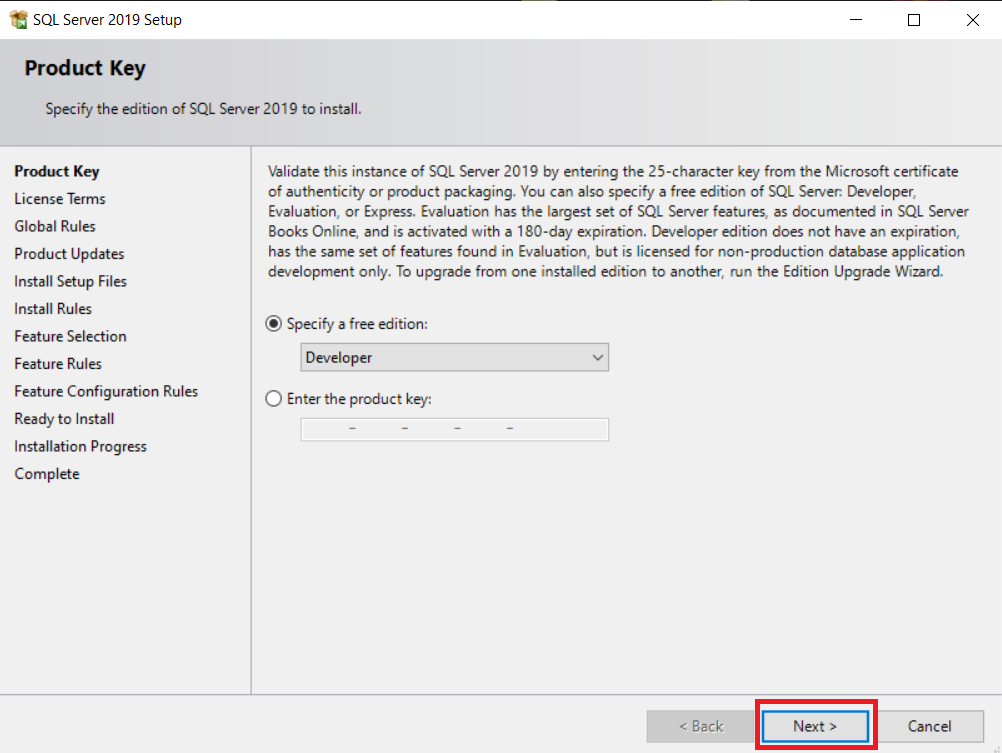 SQL Server 2019 Setup
Product Key
Specify the edition of SQL Server 2019 to install.
Product Key
License Terms
Global Rules
Product Updates
Install Setup Files
Install Rules
Feature Selection
Feature Rules
Feature Configuration Rules
Ready to Install
Installation Progress
Complete
Validate this instance of SQL Server 2019 by entering the 25-character key from the Microsoft certificate
of authenticity or product packaging. You can also specify a free edition of SQL Server: Developer,
Evaluation, or Express. Evaluation has the largest set of SQL Server features, as documented in SQL Server
Books Online, and is activated with a 180-day expiration. Developer edition does not have an expiration,
has the same set of features found in Evaluation, but is licensed for non-production database application
development only. To upgrade from one installed edition to another, run the Edition Upgrade Wizard.
Specify a free edition:
Developer
Enter the product key:
- - - -
< Back
Next >
Cancel